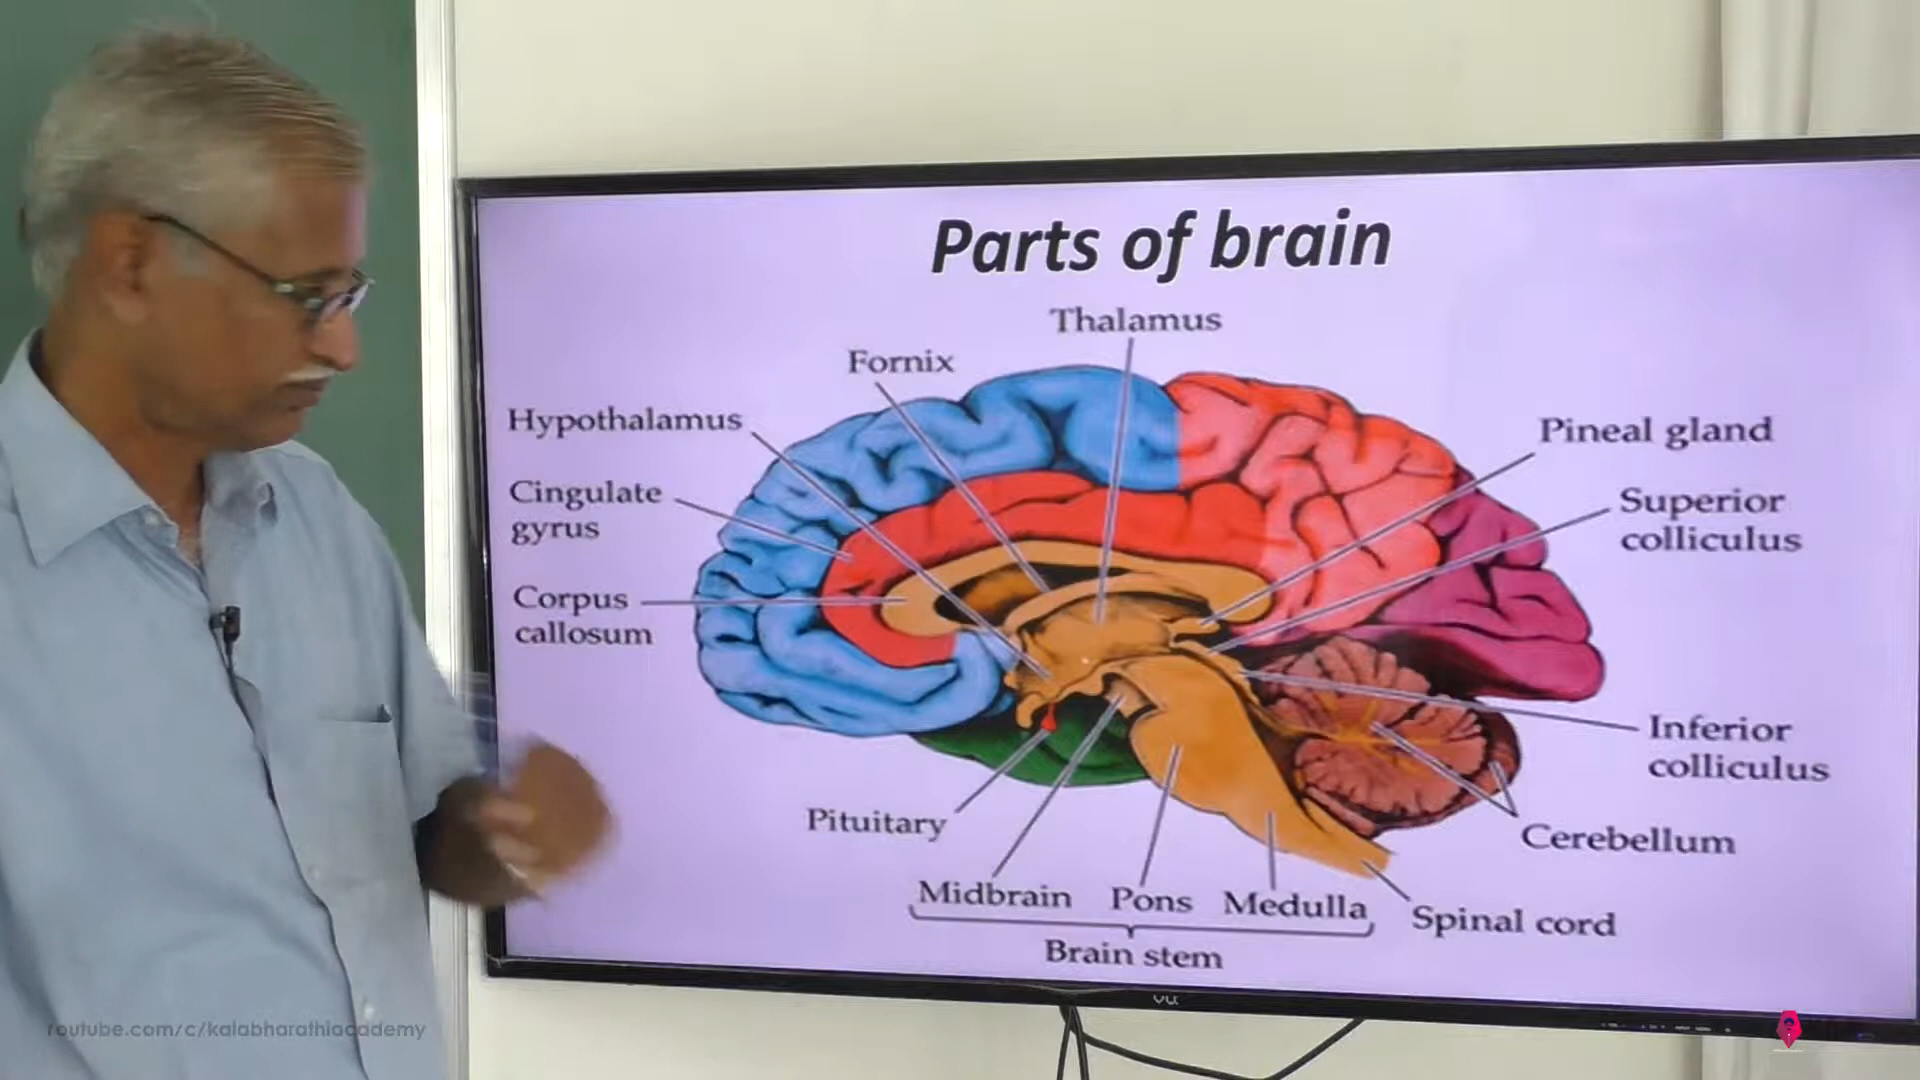 Parts of brain
Thalamus
Fornix
Hypothalamus
Pineal gland
Cingulate
gyrus
Superior
colliculus
Corpus
callosum
Inferior
colliculus
Pituitary
Cerebellum
Midbrain Pons Medulla
Spinal cord
Brain stem
VU
youtube.com/c/kalabharathiacademy